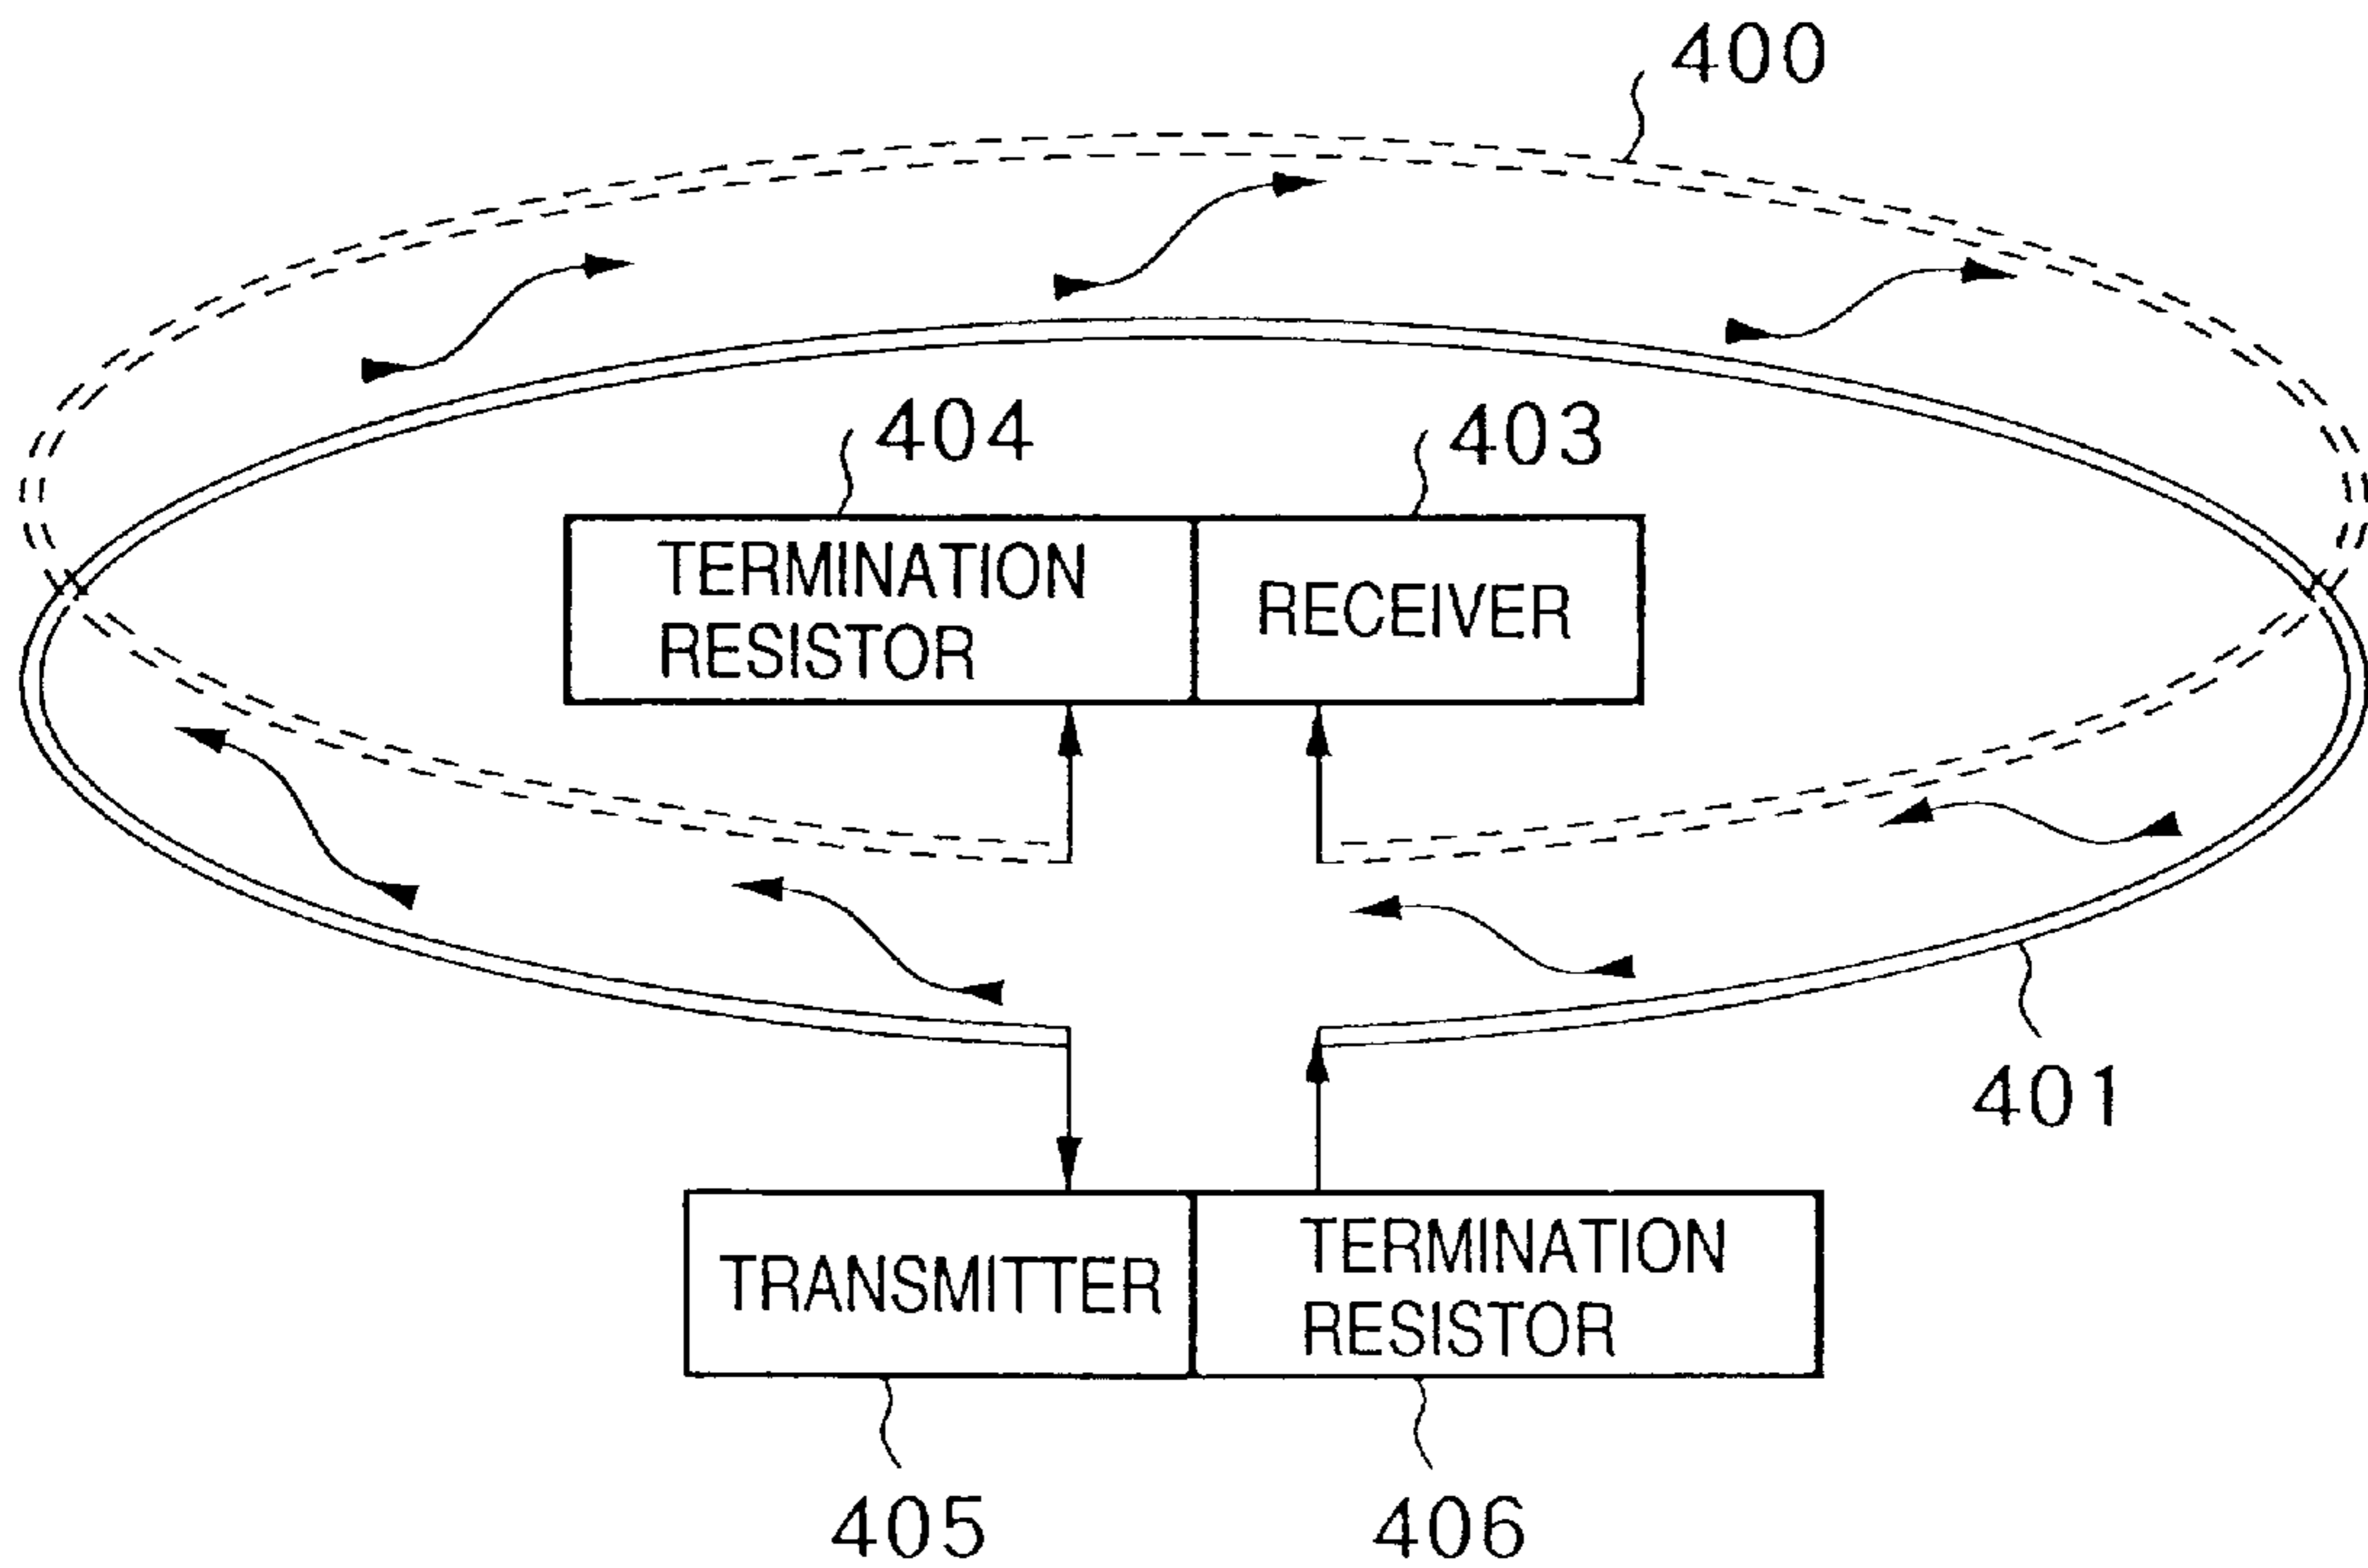 400
404
403
TERMINATION
RESISTOR
RECEIVER
401
TRANSMITTER
TERMINATION
RESISTOR
405
406